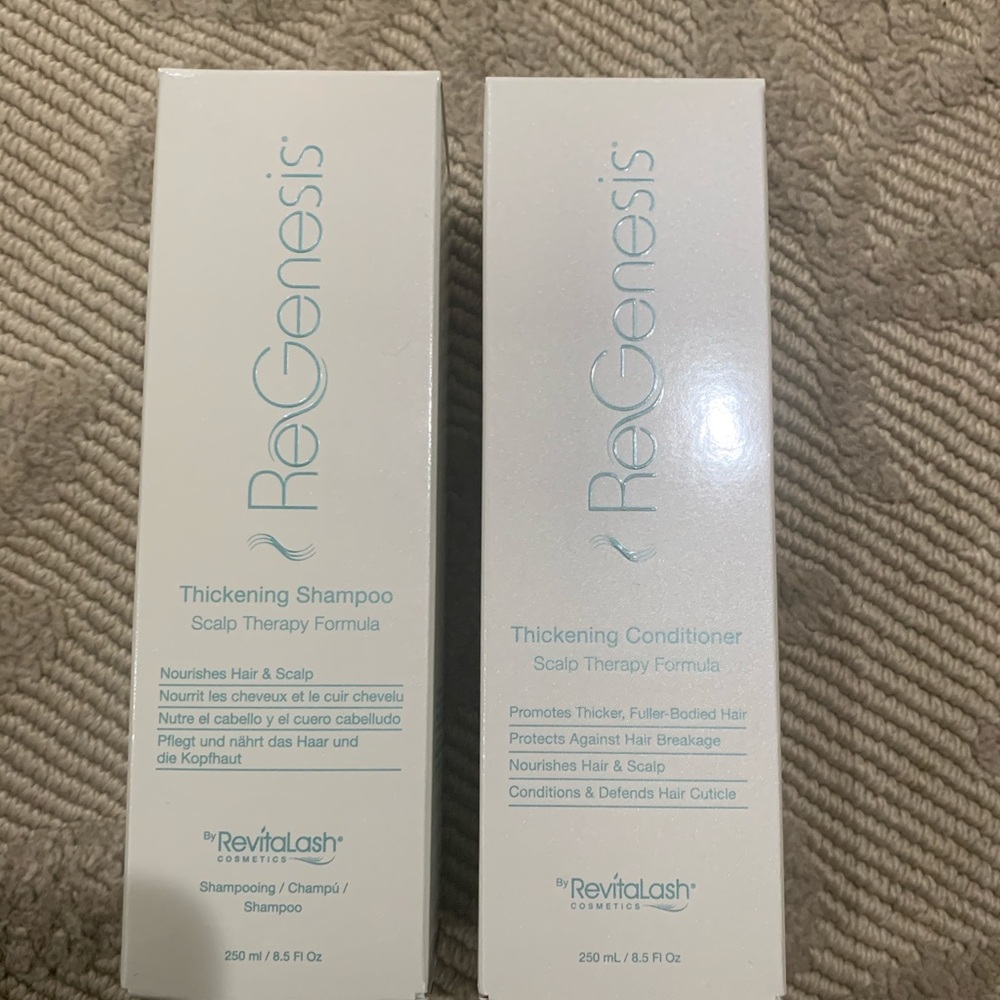 ReGenesis
Thickening Shampoo
Scalp Therapy Formula
Nourishes Hair & Scalp
Nourrit les cheveux et le cuir chevelu
Nutre el cabello y el cuero cabelludo
Pflegt und nährt das Haar und
die Kopfhaut
By RevitaLash®
COSMETICS
Shampooing / Champú /
Shampoo
250 ml / 8.5 Fl Oz
ReGenesis
Thickening Conditioner
Scalp Therapy Formula
Promotes Thicker, Fuller-Bodied Hair
Protects Against Hair Breakage
Nourishes Hair & Scalp
Conditions & Defends Hair Cuticle
By RevitaLash®
COSMETICS
250 mL / 8.5 Fl Oz